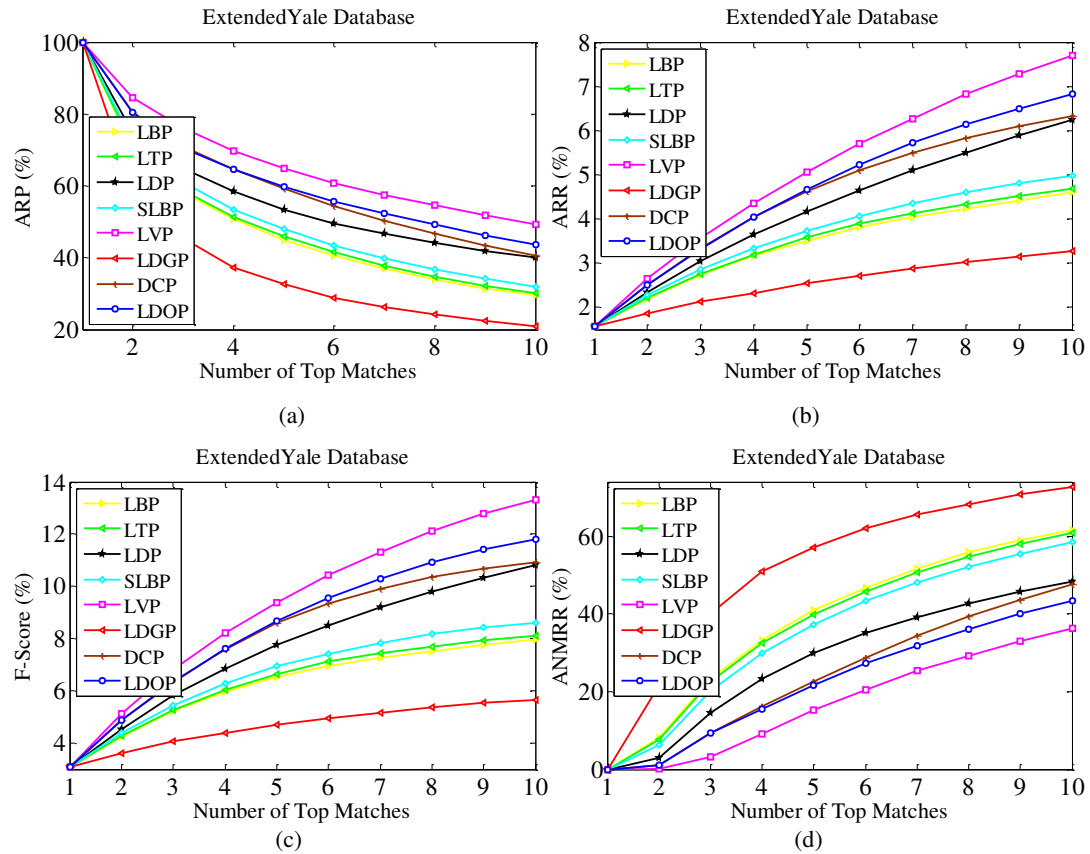 ExtendedYale Database
ARP (%)
100
80
60
40
20
LBP
LTP
LDP
SLBP
LVP
LDGP
DCP
LDOP
2 4 6 8 10
Number of Top Matches
(a)
ExtendedYale Database
ARR (%)
8
7
6
5
4
3
2
LBP
LTP
LDP
SLBP
LVP
LDGP
DCP
LDOP
1 2 3 4 5 6 7 8 9 10
Number of Top Matches
(b)
ExtendedYale Database
F-Score (%)
14
12
10
8
6
4
LBP
LTP
LDP
SLBP
LVP
LDGP
DCP
LDOP
1 2 3 4 5 6 7 8 9 10
Number of Top Matches
(c)
ExtendedYale Database
ANMRR (%)
60
40
20
0
LBP
LTP
LDP
SLBP
LVP
LDGP
DCP
LDOP
1 2 3 4 5 6 7 8 9 10
Number of Top Matches
(d)